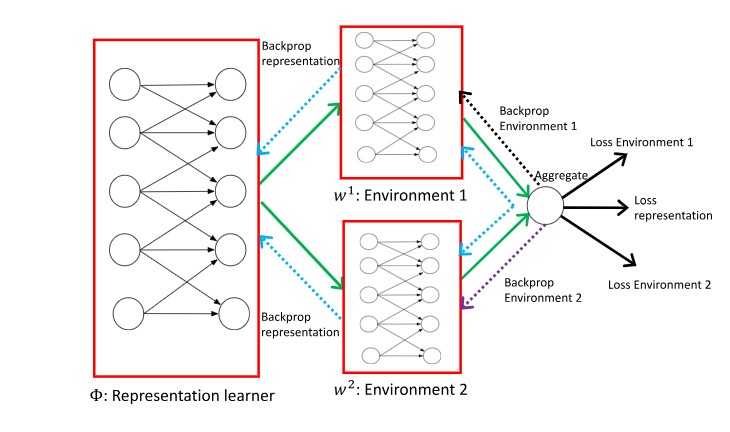 Backprop
representation
Backprop
Environment 1
Loss Environment 1
Aggregate
w¹: Environment 1
Loss
representation
Backprop
Environment 2
Loss Environment 2
Backprop
representation
Φ: Representation learner
w²: Environment 2